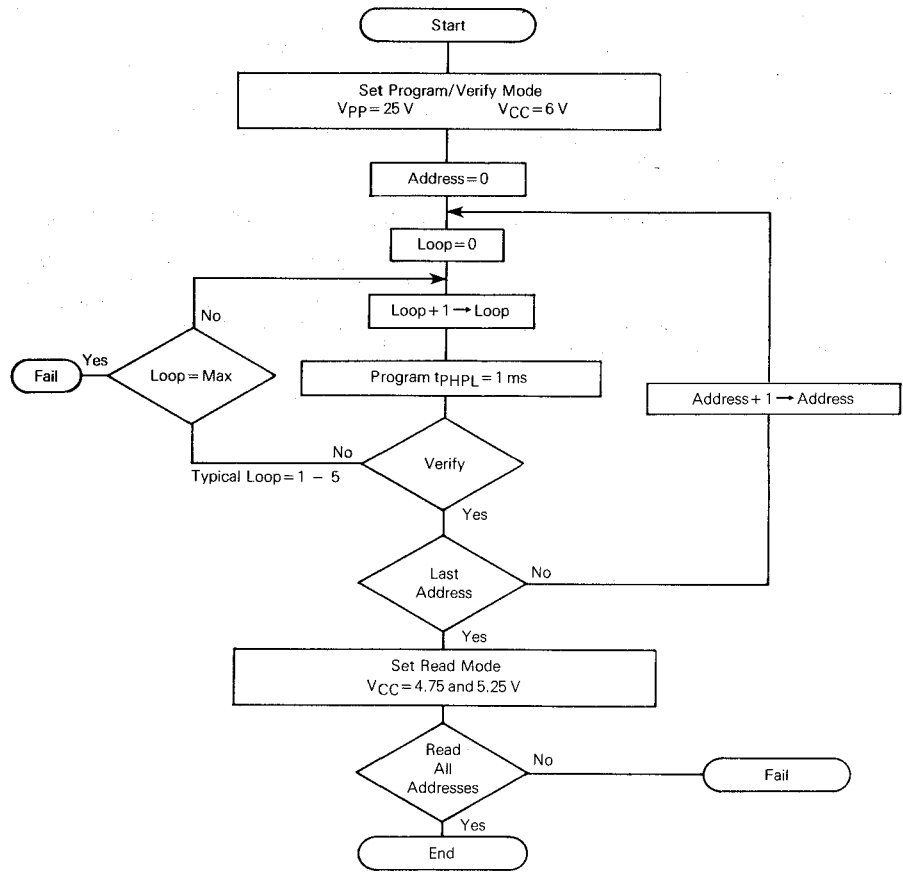 Start
Set Program/Verify Mode
VPP=25 V VCC=6 V
Address=0
Loop=0
No
Loop+1→Loop
Yes
Fail
Loop=Max
Program tPHPL=1 ms
Address+1→Address
No
Verify
Typical Loop=1 – 5
Yes
Last
Address
No
Yes
Set Read Mode
VCC=4.75 and 5.25 V
Read
All
Addresses
No
Fail
Yes
End